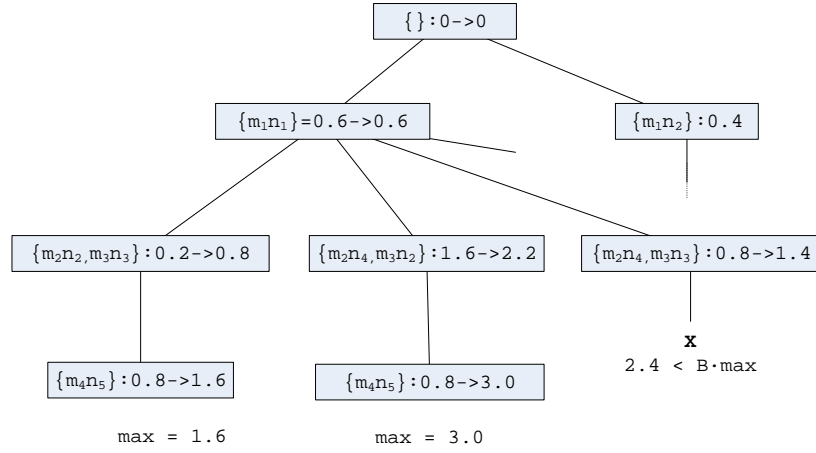 {}:0->0
{m₁n₁}=0.6->0.6
{m₁n₂}:0.4
{m₂n₂,m₃n₃}:0.2->0.8
{m₂n₄,m₃n₂}:1.6->2.2
{m₂n₄,m₃n₃}:0.8->1.4
x
2.4 < B·max
{m₄n₅}:0.8->1.6
{m₄n₅}:0.8->3.0
max = 1.6
max = 3.0